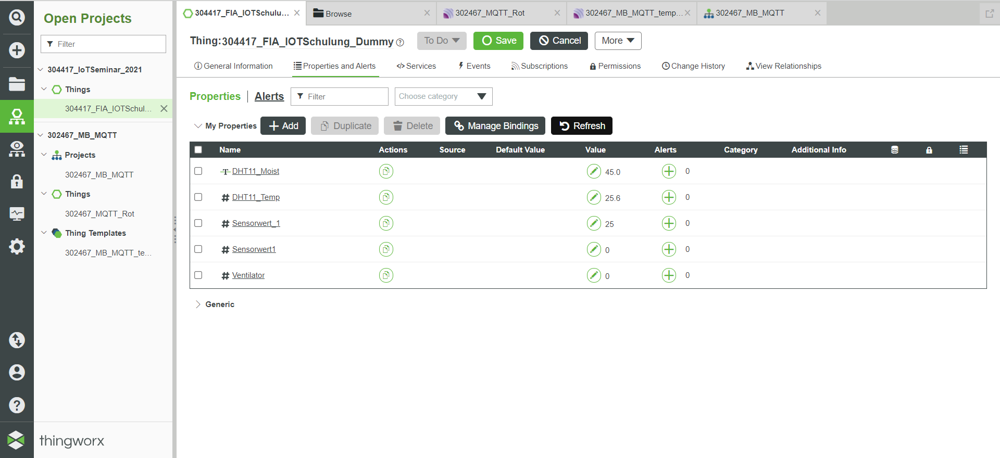 Open Projects
Filter
304417_IoTSeminar_2021
Things
304417_FIA_IOTSchul...
302467_MB_MQTT
Projects
302467_MB_MQTT
Things
302467_MQTT_Rot
Thing Templates
302467_MB_MQTT_te...
thingworx
304417_FIA_IOTSchulu...
Browse
302467_MQTT_Rot
302467_MB_MQTT_temp...
302467_MB_MQTT
Thing: 304417_FIA_IOTSchulung_Dummy
To Do
Save
Cancel
More
General Information
Properties and Alerts
Services
Events
Subscriptions
Permissions
Change History
View Relationships
Properties
Alerts
Filter
Choose category
My Properties
Add
Duplicate
Delete
Manage Bindings
Refresh
Name Actions Source Default Value Value Alerts Category Additional Info
DHT11_Moist 45.0 0
DHT11_Temp 25.6 0
Sensorwert_1 25 0
Sensorwert1 0 0
Ventilator 0 0
Generic